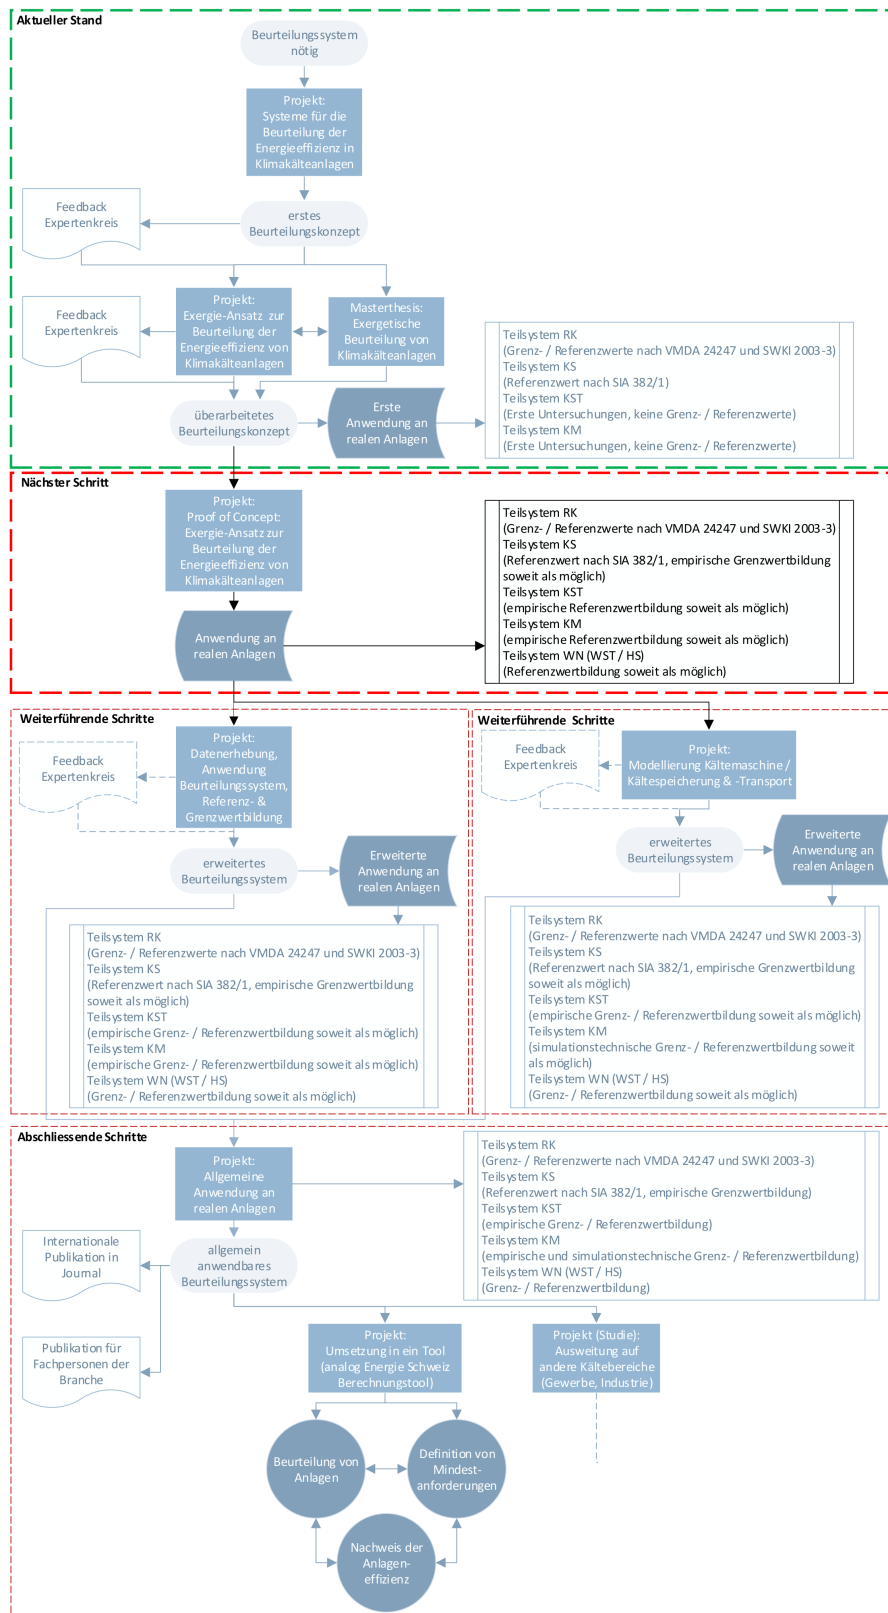 Aktueller Stand
Beurteilungssystem
nötig
Projekt:
Systeme für die
Beurteilung der
Energieeffizienz in
Klimakälteanlagen
Feedback
Expertenkreis
erstes
Beurteilungskonzept
Feedback
Expertenkreis
Projekt:
Exergie-Ansatz zur
Beurteilung der
Energieeffizienz von
Klimakälteanlagen
Masterthesis:
Exergetische
Beurteilung von
Klimakälteanlagen
überarbeitetes
Beurteilungskonzept
Erste
Anwendung an
realen Anlagen
Teilsystem RK
(Grenz- / Referenzwerte nach VMDA 24247 und SWKI 2003-3)
Teilsystem KS
(Referenzwert nach SIA 382/1)
Teilsystem KST
(Erste Untersuchungen, keine Grenz- / Referenzwerte)
Teilsystem KM
(Erste Untersuchungen, keine Grenz- / Referenzwerte)
Nächster Schritt
Projekt:
Proof of Concept:
Exergie-Ansatz zur
Beurteilung der
Energieeffizienz von
Klimakälteanlagen
Anwendung an
realen Anlagen
Teilsystem RK
(Grenz- / Referenzwerte nach VMDA 24247 und SWKI 2003-3)
Teilsystem KS
(Referenzwert nach SIA 382/1, empirische Grenzwertbildung
soweit als möglich)
Teilsystem KST
(empirische Referenzwertbildung soweit als möglich)
Teilsystem KM
(empirische Referenzwertbildung soweit als möglich)
Teilsystem WN (WST / HS)
(Referenzwertbildung soweit als möglich)
Weiterführende Schritte
Feedback
Expertenkreis
Projekt:
Datenerhebung,
Anwendung
Beurteilungssystem,
Referenz- &
Grenzwertbildung
erweitertes
Beurteilungssystem
Erweiterte
Anwendung an
realen Anlagen
Teilsystem RK
(Grenz- / Referenzwerte nach VMDA 24247 und SWKI 2003-3)
Teilsystem KS
(Referenzwert nach SIA 382/1, empirische Grenzwertbildung
soweit als möglich)
Teilsystem KST
(empirische Grenz- / Referenzwertbildung soweit als möglich)
Teilsystem KM
(empirische Grenz- / Referenzwertbildung soweit als möglich)
Teilsystem WN (WST / HS)
(Grenz- / Referenzwertbildung soweit als möglich)
Weiterführende Schritte
Feedback
Expertenkreis
Projekt:
Modellierung Kältemaschine /
Kältespeicherung & -Transport
erweitertes
Beurteilungssystem
Erweiterte
Anwendung an
realen Anlagen
Teilsystem RK
(Grenz- / Referenzwerte nach VMDA 24247 und SWKI 2003-3)
Teilsystem KS
(Referenzwert nach SIA 382/1, empirische Grenzwertbildung
soweit als möglich)
Teilsystem KST
(empirische Grenz- / Referenzwertbildung soweit als möglich)
Teilsystem KM
(simulationstechnische Grenz- / Referenzwertbildung soweit
als möglich)
Teilsystem WN (WST / HS)
(Grenz- / Referenzwertbildung soweit als möglich)
Abschliessende Schritte
Projekt:
Allgemeine
Anwendung an
realen Anlagen
Teilsystem RK
(Grenz- / Referenzwerte nach VMDA 24247 und SWKI 2003-3)
Teilsystem KS
(Referenzwert nach SIA 382/1, empirische Grenzwertbildung)
Teilsystem KST
(empirische Grenz- / Referenzwertbildung)
Teilsystem KM
(empirische und simulationstechnische Grenz- / Referenzwertbildung)
Teilsystem WN (WST / HS)
(Grenz- / Referenzwertbildung)
Internationale
Publikation in
Journal
allgemein
anwendbares
Beurteilungssystem
Publikation für
Fachpersonen der
Branche
Projekt:
Umsetzung in ein Tool
(analog Energie Schweiz
Berechnungstool)
Projekt (Studie):
Ausweitung auf
andere Kältebereiche
(Gewerbe, Industrie)
Beurteilung von
Anlagen
Definition von
Mindest-
anforderungen
Nachweis der
Anlagen-
effizienz